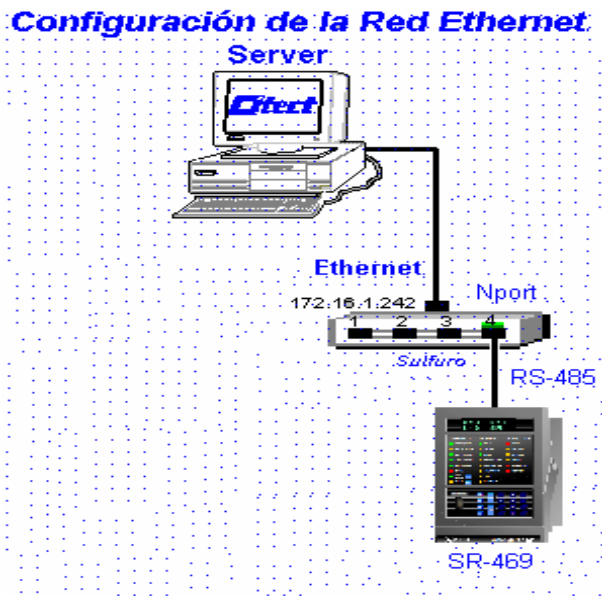 Configuración de la Red Ethernet
Server
Citect
Ethernet
172.16.1.242
Nport
1 2 3 4
Sulfuro
RS-485
SR-469